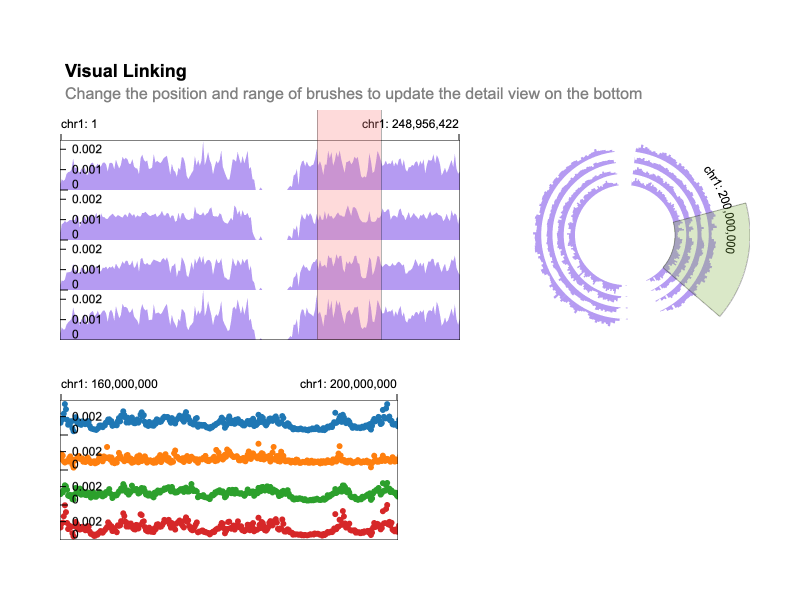 Visual Linking
Change the position and range of brushes to update the detail view on the bottom
chr1: 1
chr1: 248,956,422
0.002
0.001
0
0.002
0.001
0
0.002
0.001
0
0.002
0.001
0
chr1: 200,000,000
chr1: 160,000,000
chr1: 200,000,000
0.002
0
0.002
0
0.002
0
0.002
0